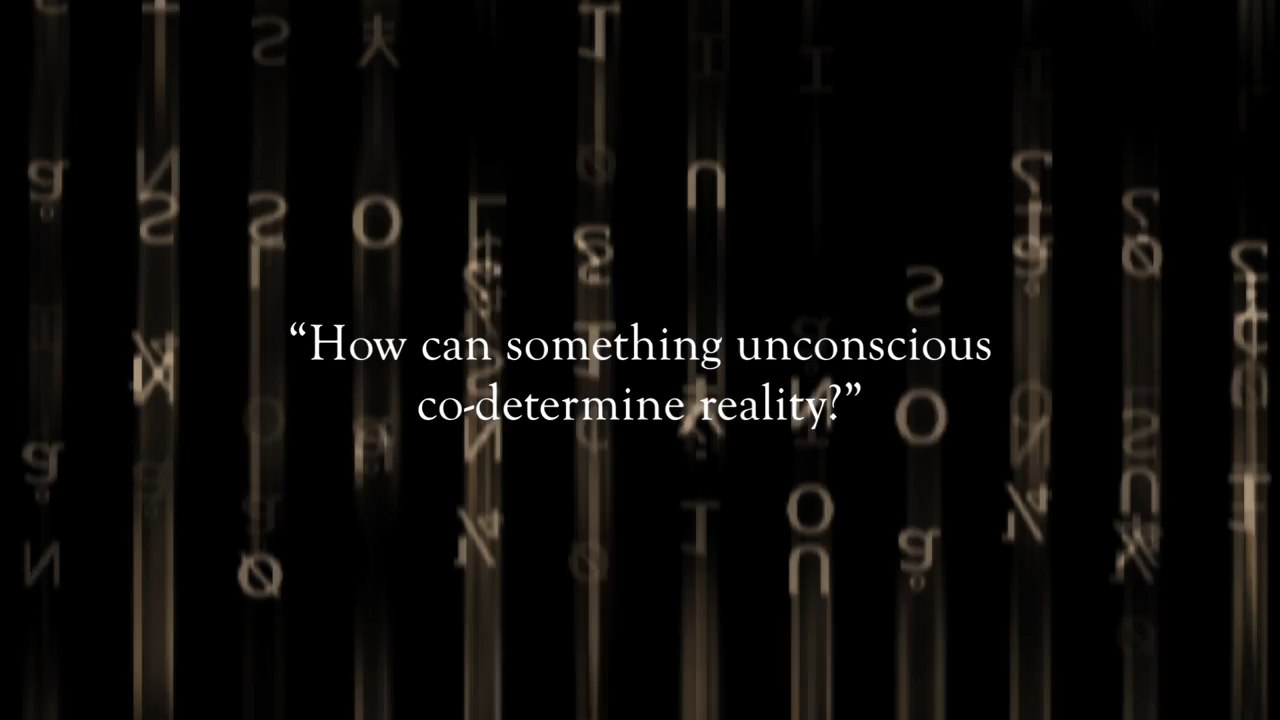 “How can something unconscious
co-determine reality?”